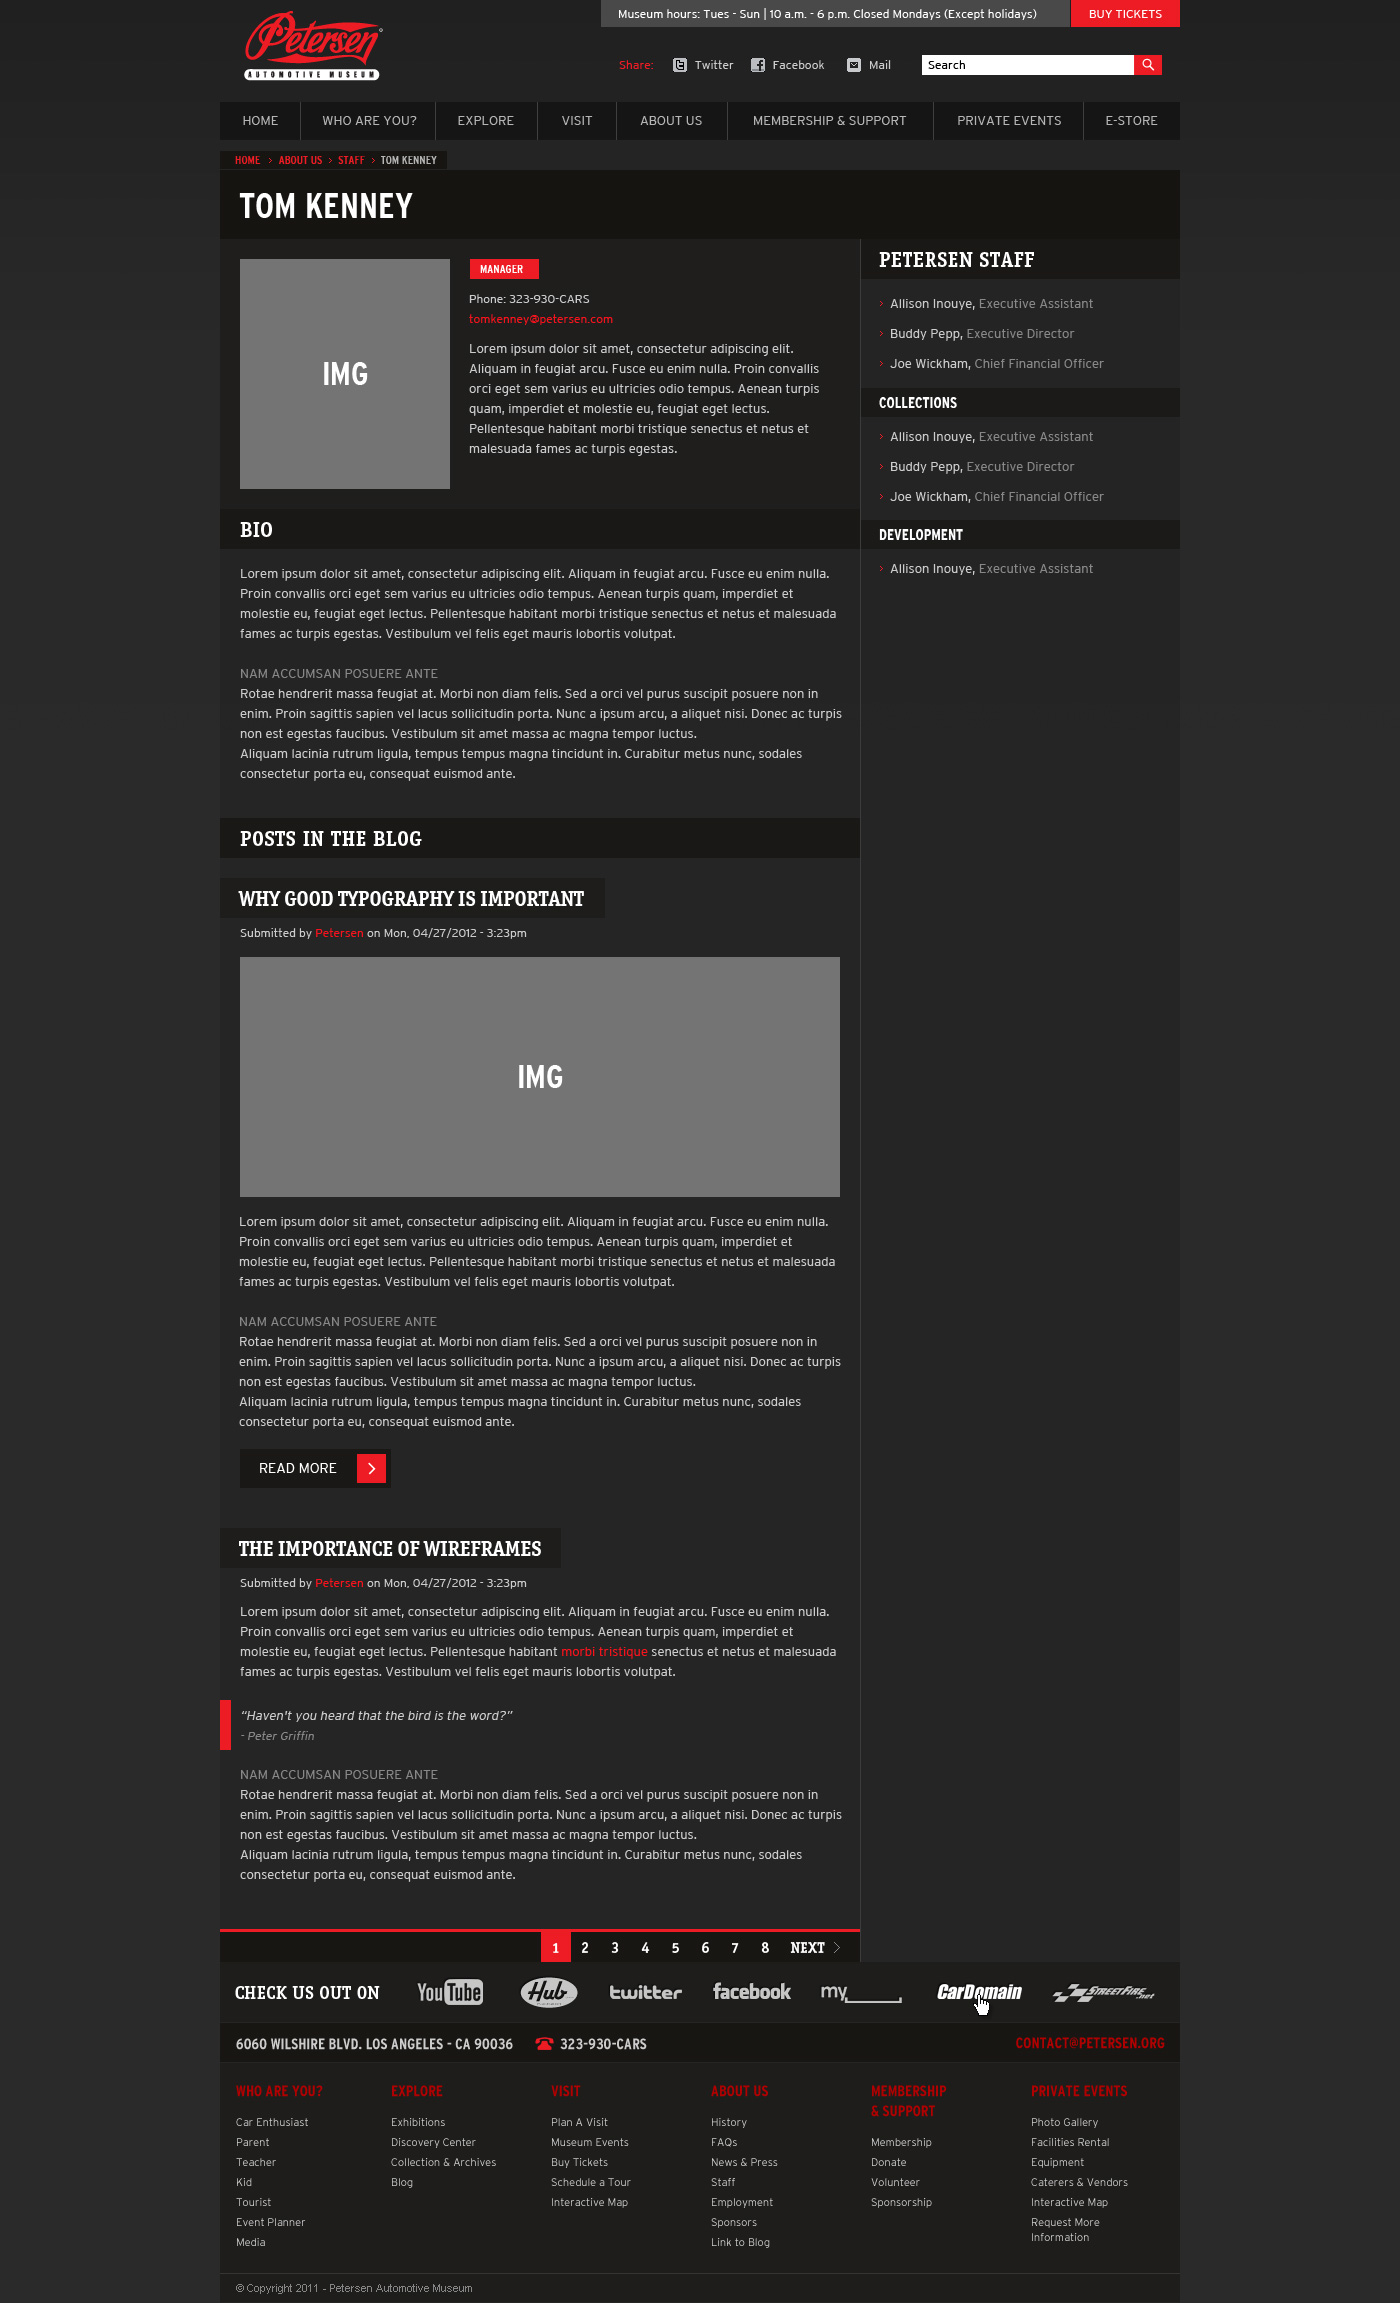 Petersen
AUTOMOTIVE MUSEUM
Museum hours: Tues - Sun | 10 a.m. - 6 p.m. Closed Mondays (Except holidays)
BUY TICKETS
Share: Twitter Facebook Mail
Search
HOME WHO ARE YOU? EXPLORE VISIT ABOUT US MEMBERSHIP & SUPPORT PRIVATE EVENTS E-STORE
HOME > ABOUT US > STAFF > TOM KENNEY
TOM KENNEY
IMG
MANAGER
Phone: 323-930-CARS
tomkenney@petersen.com
Lorem ipsum dolor sit amet, consectetur adipiscing elit.
Aliquam in feugiat arcu. Fusce eu enim nulla. Proin convallis
orci eget sem varius eu ultricies odio tempus. Aenean turpis
quam, imperdiet et molestie eu, feugiat eget lectus.
Pellentesque habitant morbi tristique senectus et netus et
malesuada fames ac turpis egestas.
PETERSEN STAFF
Allison Inouye, Executive Assistant
Buddy Pepp, Executive Director
Joe Wickham, Chief Financial Officer
COLLECTIONS
Allison Inouye, Executive Assistant
Buddy Pepp, Executive Director
Joe Wickham, Chief Financial Officer
DEVELOPMENT
Allison Inouye, Executive Assistant
BIO
Lorem ipsum dolor sit amet, consectetur adipiscing elit. Aliquam in feugiat arcu. Fusce eu enim nulla.
Proin convallis orci eget sem varius eu ultricies odio tempus. Aenean turpis quam, imperdiet et
molestie eu, feugiat eget lectus. Pellentesque habitant morbi tristique senectus et netus et malesuada
fames ac turpis egestas. Vestibulum vel felis eget mauris lobortis volutpat.
NAM ACCUMSAN POSUERE ANTE
Rotae hendrerit massa feugiat at. Morbi non diam felis. Sed a orci vel purus suscipit posuere non in
enim. Proin sagittis sapien vel lacus sollicitudin porta. Nunc a ipsum arcu, a aliquet nisi. Donec ac turpis
non est egestas faucibus. Vestibulum sit amet massa ac magna tempor luctus.
Aliquam lacinia rutrum ligula, tempus tempus magna tincidunt in. Curabitur metus nunc, sodales
consectetur porta eu, consequat euismod ante.
POSTS IN THE BLOG
WHY GOOD TYPOGRAPHY IS IMPORTANT
Submitted by Petersen on Mon, 04/27/2012 - 3:23pm
IMG
Lorem ipsum dolor sit amet, consectetur adipiscing elit. Aliquam in feugiat arcu. Fusce eu enim nulla.
Proin convallis orci eget sem varius eu ultricies odio tempus. Aenean turpis quam, imperdiet et
molestie eu, feugiat eget lectus. Pellentesque habitant morbi tristique senectus et netus et malesuada
fames ac turpis egestas. Vestibulum vel felis eget mauris lobortis volutpat.
NAM ACCUMSAN POSUERE ANTE
Rotae hendrerit massa feugiat at. Morbi non diam felis. Sed a orci vel purus suscipit posuere non in
enim. Proin sagittis sapien vel lacus sollicitudin porta. Nunc a ipsum arcu, a aliquet nisi. Donec ac turpis
non est egestas faucibus. Vestibulum sit amet massa ac magna tempor luctus.
Aliquam lacinia rutrum ligula, tempus tempus magna tincidunt in. Curabitur metus nunc, sodales
consectetur porta eu, consequat euismod ante.
READ MORE
THE IMPORTANCE OF WIREFRAMES
Submitted by Petersen on Mon, 04/27/2012 - 3:23pm
Lorem ipsum dolor sit amet, consectetur adipiscing elit. Aliquam in feugiat arcu. Fusce eu enim nulla.
Proin convallis orci eget sem varius eu ultricies odio tempus. Aenean turpis quam, imperdiet et
molestie eu, feugiat eget lectus. Pellentesque habitant morbi tristique senectus et netus et malesuada
fames ac turpis egestas. Vestibulum vel felis eget mauris lobortis volutpat.
“Haven't you heard that the bird is the word?”
- Peter Griffin
NAM ACCUMSAN POSUERE ANTE
Rotae hendrerit massa feugiat at. Morbi non diam felis. Sed a orci vel purus suscipit posuere non in
enim. Proin sagittis sapien vel lacus sollicitudin porta. Nunc a ipsum arcu, a aliquet nisi. Donec ac turpis
non est egestas faucibus. Vestibulum sit amet massa ac magna tempor luctus.
Aliquam lacinia rutrum ligula, tempus tempus magna tincidunt in. Curabitur metus nunc, sodales
consectetur porta eu, consequat euismod ante.
1 2 3 4 5 6 7 8 NEXT
CHECK US OUT ON YouTube Hub twitter facebook my CarDomain STREETFIRE.net
6060 WILSHIRE BLVD. LOS ANGELES - CA 90036 323-930-CARS CONTACT@PETERSEN.ORG
WHO ARE YOU?
Car Enthusiast
Parent
Teacher
Kid
Tourist
Event Planner
Media
EXPLORE
Exhibitions
Discovery Center
Collection & Archives
Blog
VISIT
Plan A Visit
Museum Events
Buy Tickets
Schedule a Tour
Interactive Map
ABOUT US
History
FAQs
News & Press
Staff
Employment
Sponsors
Link to Blog
MEMBERSHIP
& SUPPORT
Membership
Donate
Volunteer
Sponsorship
PRIVATE EVENTS
Photo Gallery
Facilities Rental
Equipment
Caterers & Vendors
Interactive Map
Request More
Information
© Copyright 2011 - Petersen Automotive Museum